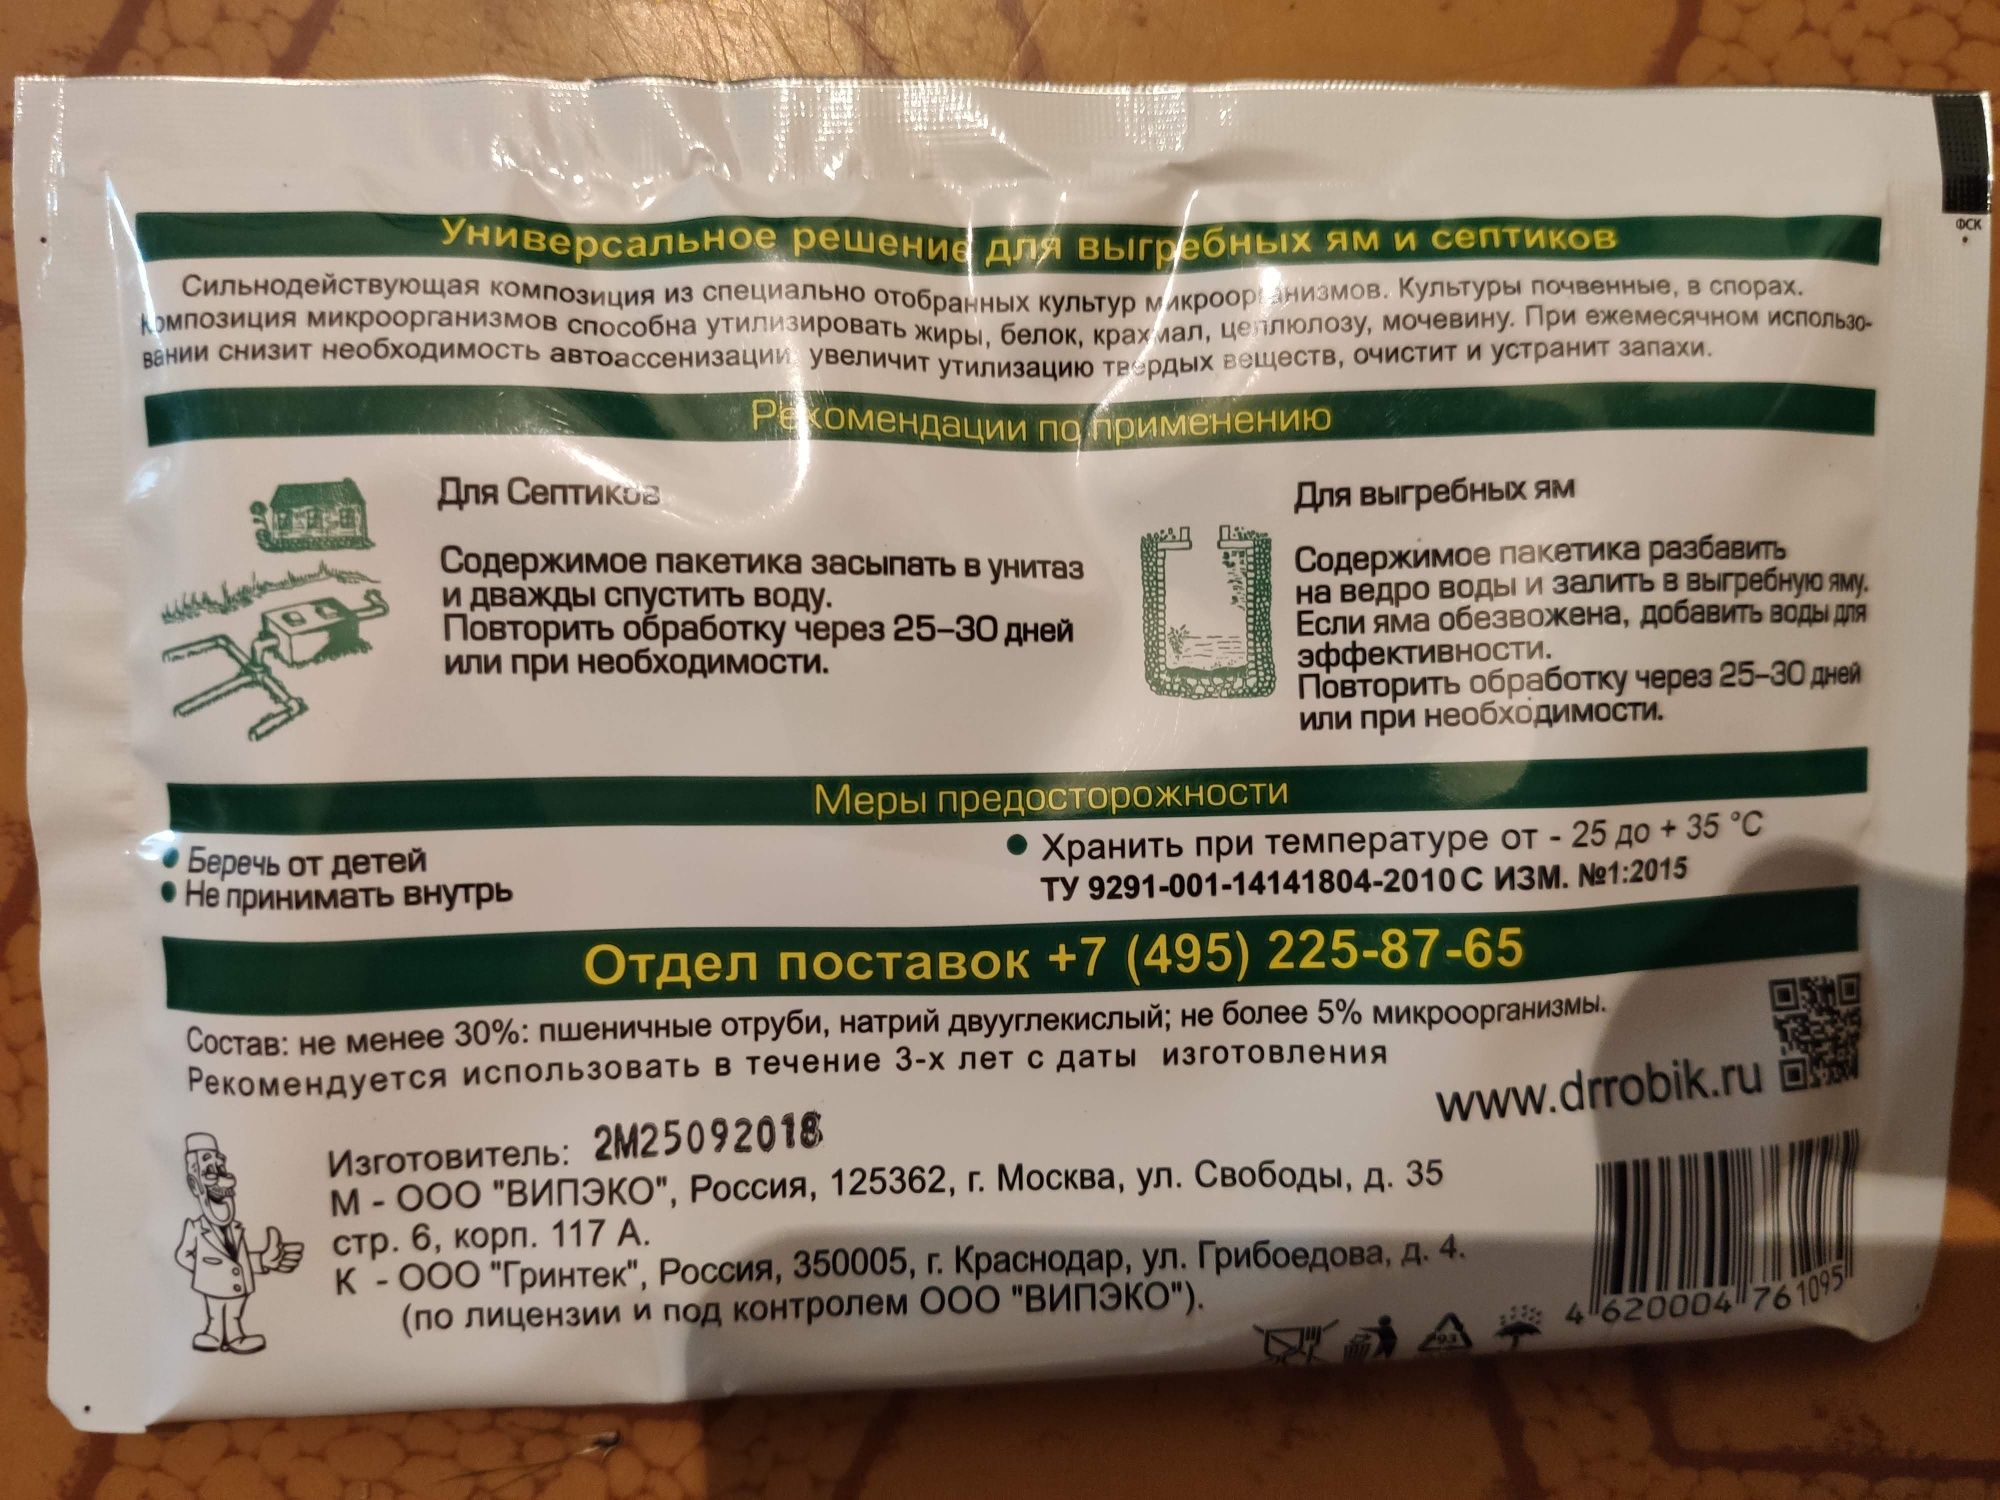 ФСК
Универсальное решение для выгребных ям и септиков
Сильнодействующая композиция из специально отобранных культур микроорганизмов. Культуры почвенные, в спорах.
Композиция микроорганизмов способна утилизировать жиры, белок, крахмал, целлюлозу, мочевину. При ежемесячном использо-
вании снизит необходимость автоассенизации, увеличит утилизацию твердых веществ, очистит и устранит запахи.
Рекомендации по применению
Для Септиков
Содержимое пакетика засыпать в унитаз
и дважды спустить воду.
Повторить обработку через 25–30 дней
или при необходимости.
Для выгребных ям
Содержимое пакетика разбавить
на ведро воды и залить в выгребную яму.
Если яма обезвожена, добавить воды для
эффективности.
Повторить обработку через 25–30 дней
или при необходимости.
Меры предосторожности
• Беречь от детей
• Не принимать внутрь
• Хранить при температуре от - 25 до + 35 °C
ТУ 9291-001-14141804-2010 С ИЗМ. №1:2015
Отдел поставок +7 (495) 225-87-65
Состав: не менее 30%: пшеничные отруби, натрий двууглекислый; не более 5% микроорганизмы.
Рекомендуется использовать в течение 3-х лет с даты изготовления
www.drrobik.ru
Изготовитель: 2М25092018
М - ООО "ВИПЭКО", Россия, 125362, г. Москва, ул. Свободы, д. 35
стр. 6, корп. 117 А.
К - ООО "Гринтек", Россия, 350005, г. Краснодар, ул. Грибоедова, д. 4.
(по лицензии и под контролем ООО "ВИПЭКО").
93
4 620004 761095